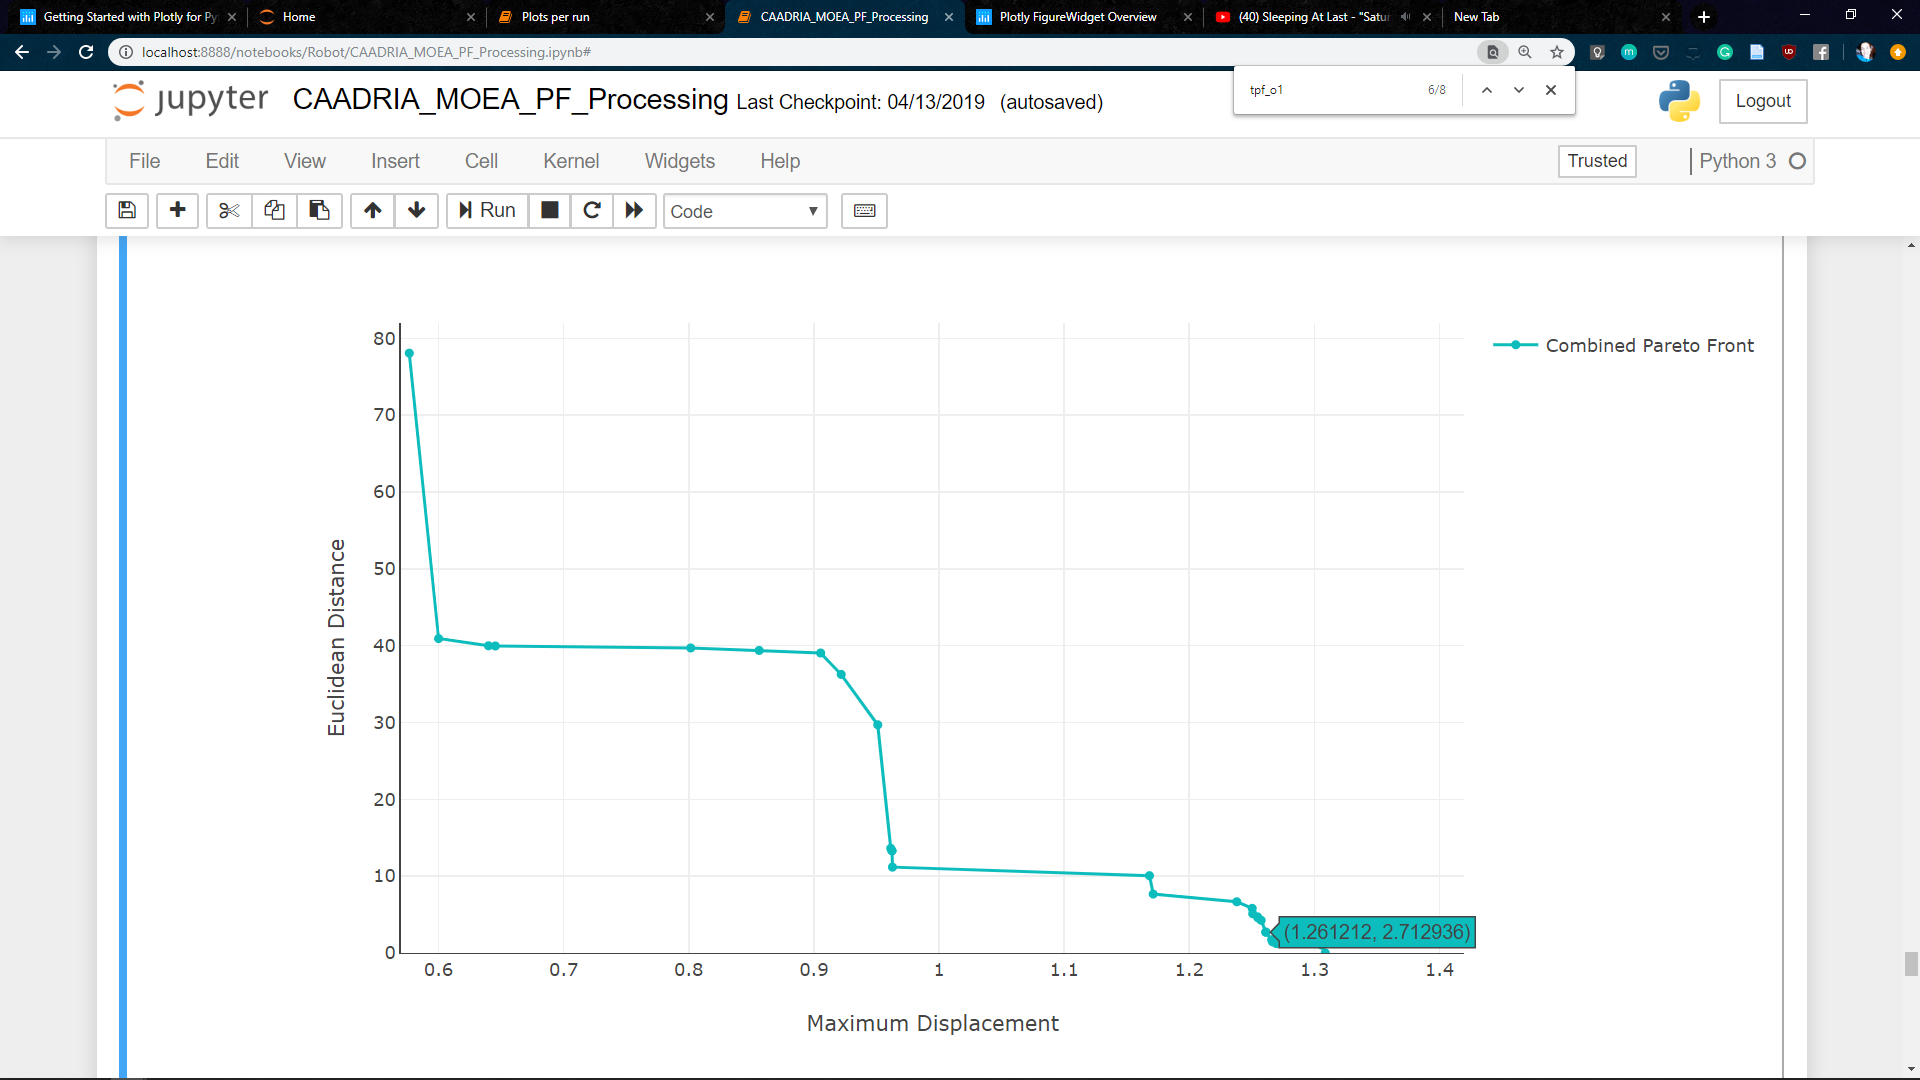 Getting Started with Plotly for Py
Home
Plots per run
CAADRIA_MOEA_PF_Processing
Plotly FigureWidget Overview
(40) Sleeping At Last - "Satur
New Tab
localhost:8888/notebooks/Robot/CAADRIA_MOEA_PF_Processing.ipynb#
tpf_o1 6/8
jupyter CAADRIA_MOEA_PF_Processing Last Checkpoint: 04/13/2019 (autosaved)
Logout
File Edit View Insert Cell Kernel Widgets Help
Trusted Python 3
Run Code
80
70
60
50
40
30
20
10
0
Euclidean Distance
Combined Pareto Front
(1.261212, 2.712936)
0.6 0.7 0.8 0.9 1 1.1 1.2 1.3 1.4
Maximum Displacement